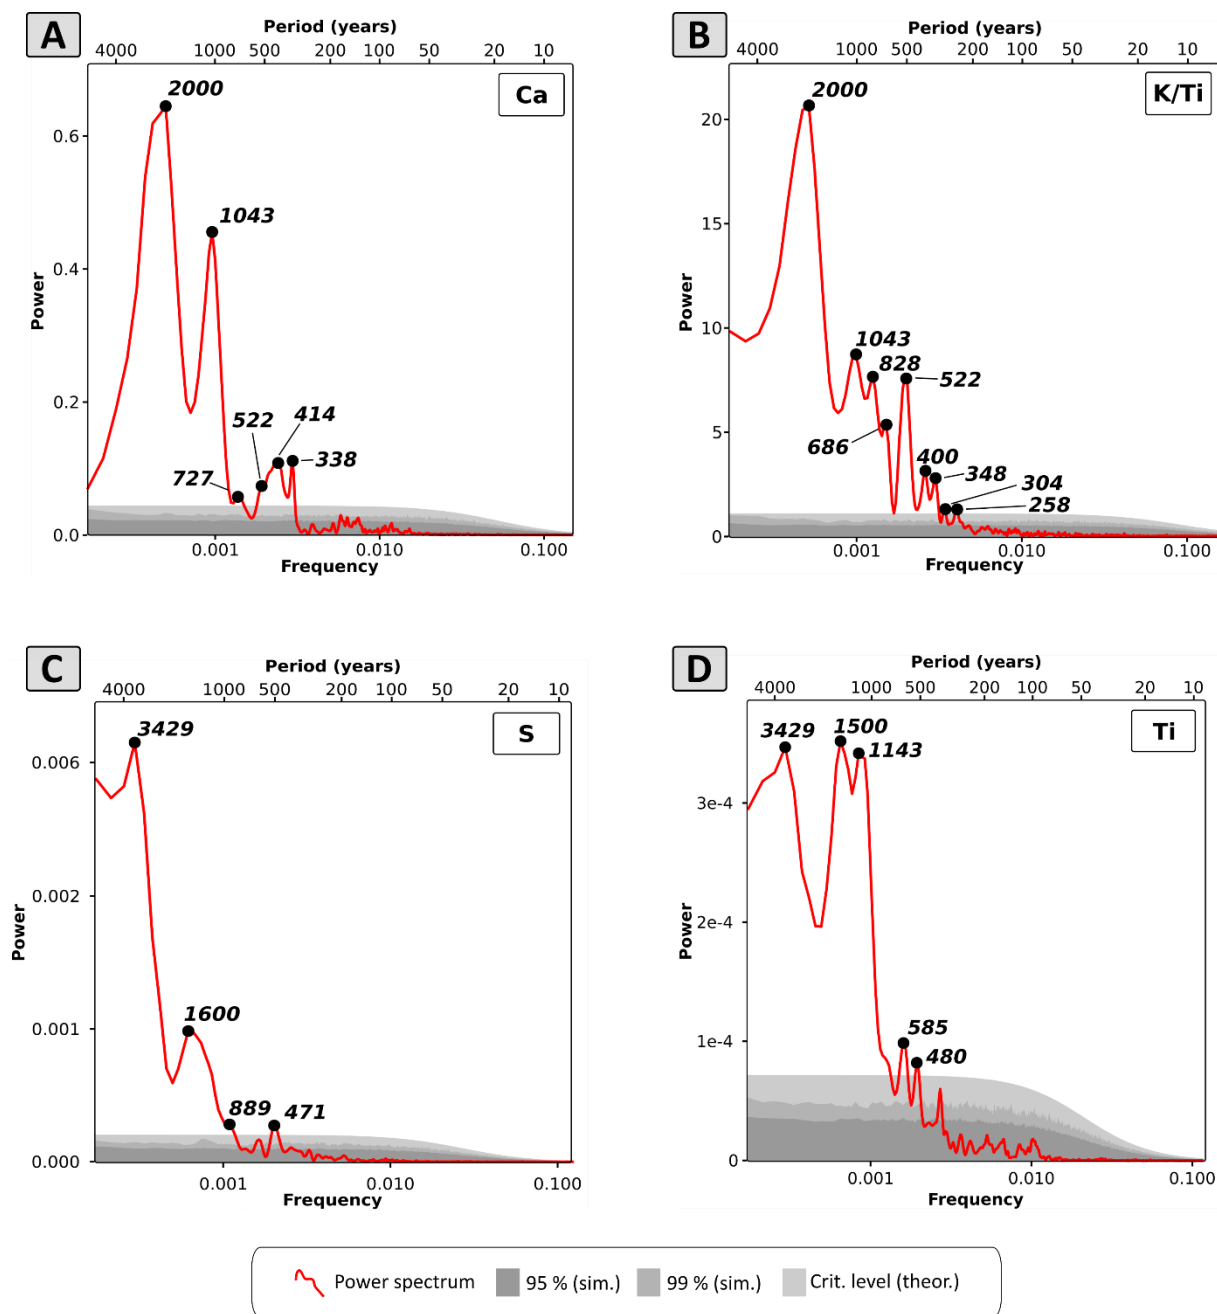 A
Period (years)
4000 1000 500 200 100 50 20 10
Ca
2000
1043
727
522
414
338
Power
0.6
0.4
0.2
0.0
0.001 0.010 0.100
Frequency
B
Period (years)
4000 1000 500 200 100 50 20 10
K/Ti
2000
1043
828
522
686
400
348
304
258
Power
20
15
10
5
0
0.001 0.010 0.100
Frequency
C
Period (years)
4000 1000 500 200 100 50 20 10
S
3429
1600
889
471
Power
0.006
0.002
0.001
0.000
0.001 0.010 0.100
Frequency
D
Period (years)
4000 1000 500 200 100 50 20 10
Ti
3429
1500
1143
585
480
Power
3e-4
2e-4
1e-4
0
0.001 0.010 0.100
Frequency
Power spectrum 95 % (sim.) 99 % (sim.) Crit. level (theor.)